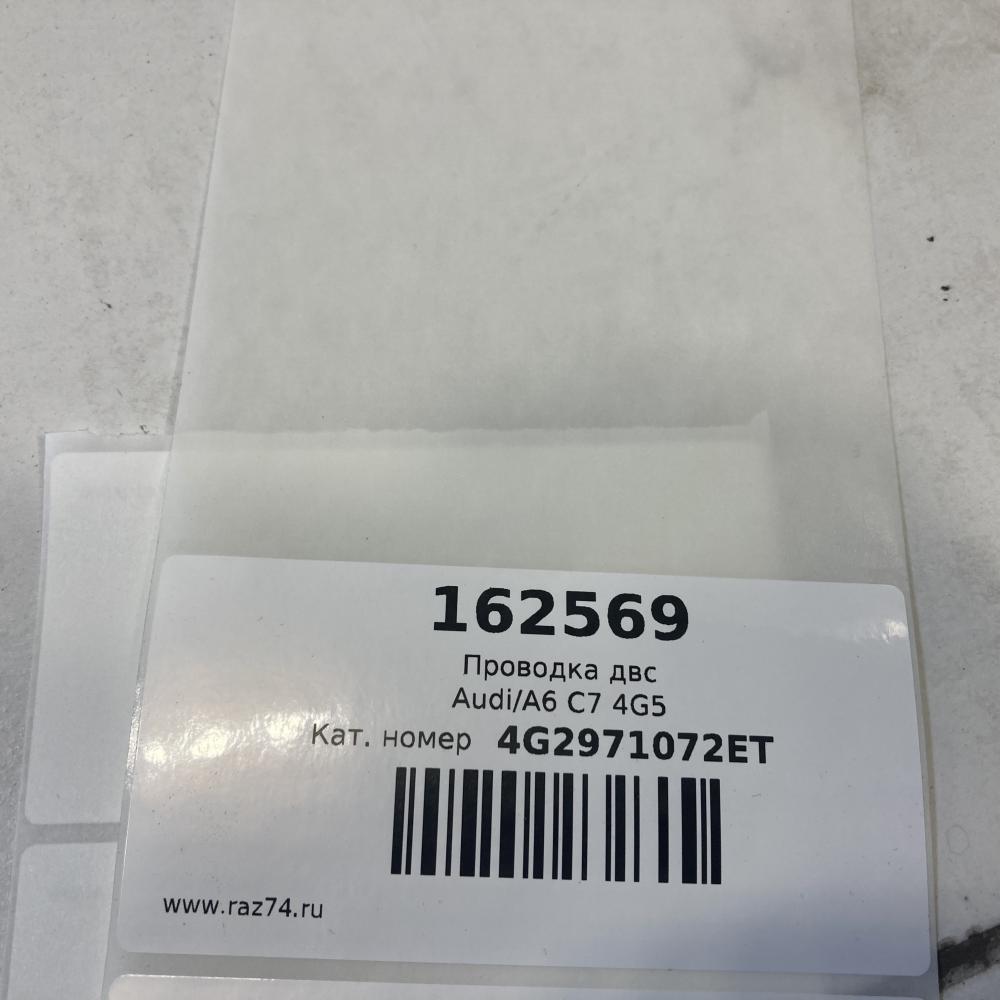 162569
Проводка двс
Audi/A6 C7 4G5
Кат. номер 4G2971072ET
www.raz74.ru